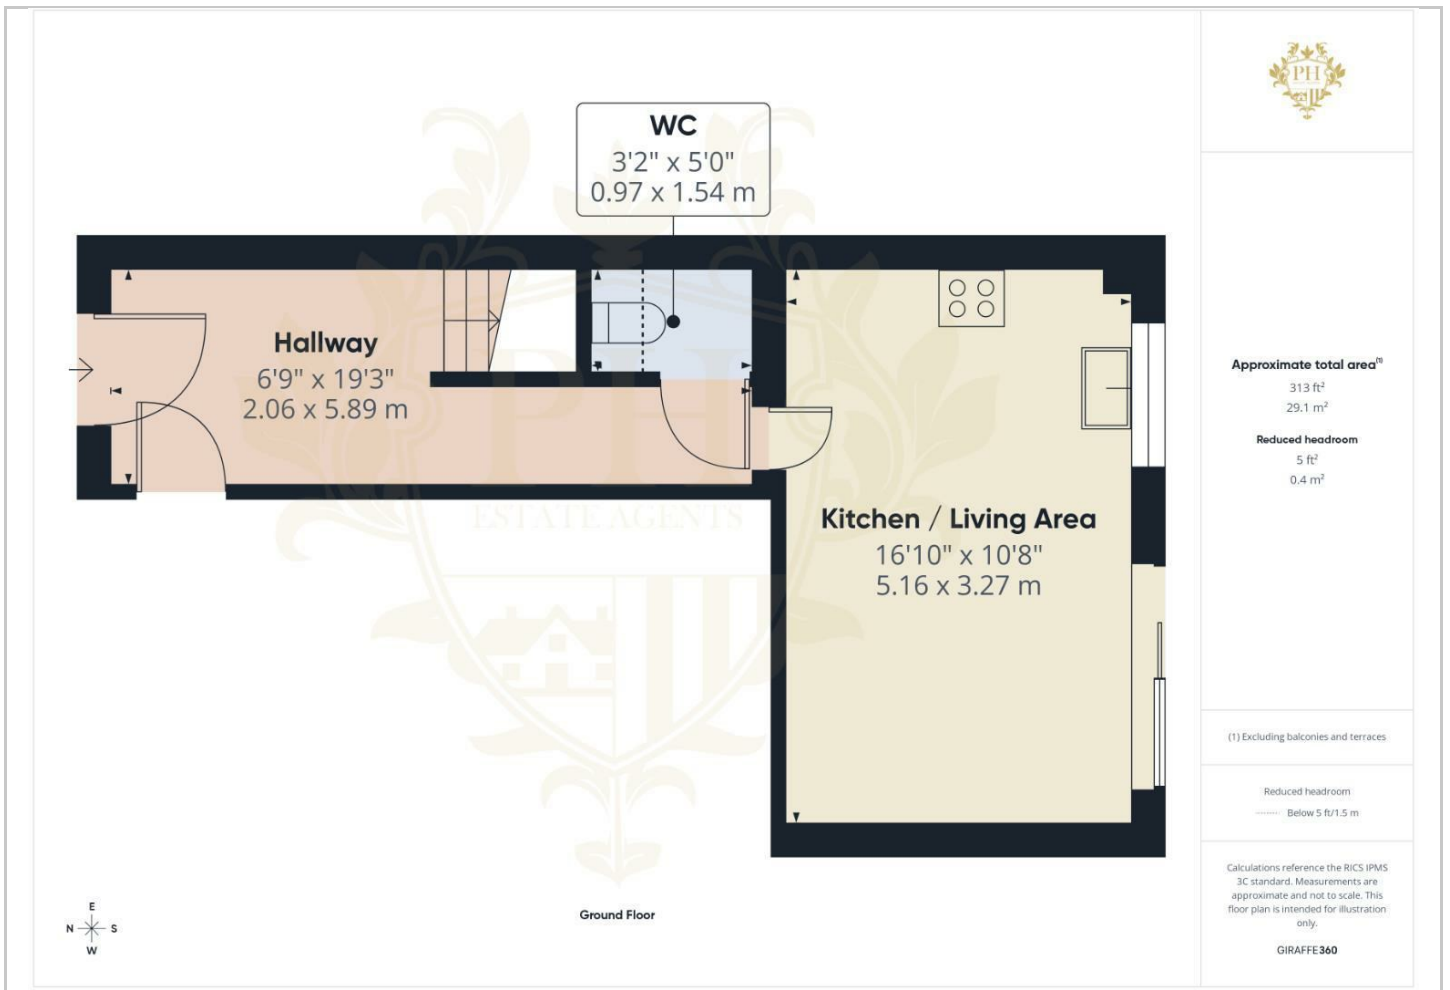 WC
3'2" x 5'0"
0.97 x 1.54 m
Hallway
6'9" x 19'3"
2.06 x 5.89 m
Kitchen / Living Area
16'10" x 10'8"
5.16 x 3.27 m
PH
ESTATE AGENTS
Ground Floor
E
N S
W
PH
Approximate total area(1)
313 ft²
29.1 m²
Reduced headroom
5 ft²
0.4 m²
(1) Excluding balconies and terraces
Reduced headroom
Below 5 ft/1.5 m
Calculations reference the RICS IPMS
3C standard. Measurements are
approximate and not to scale. This
floor plan is intended for illustration
only.
GIRAFFE360